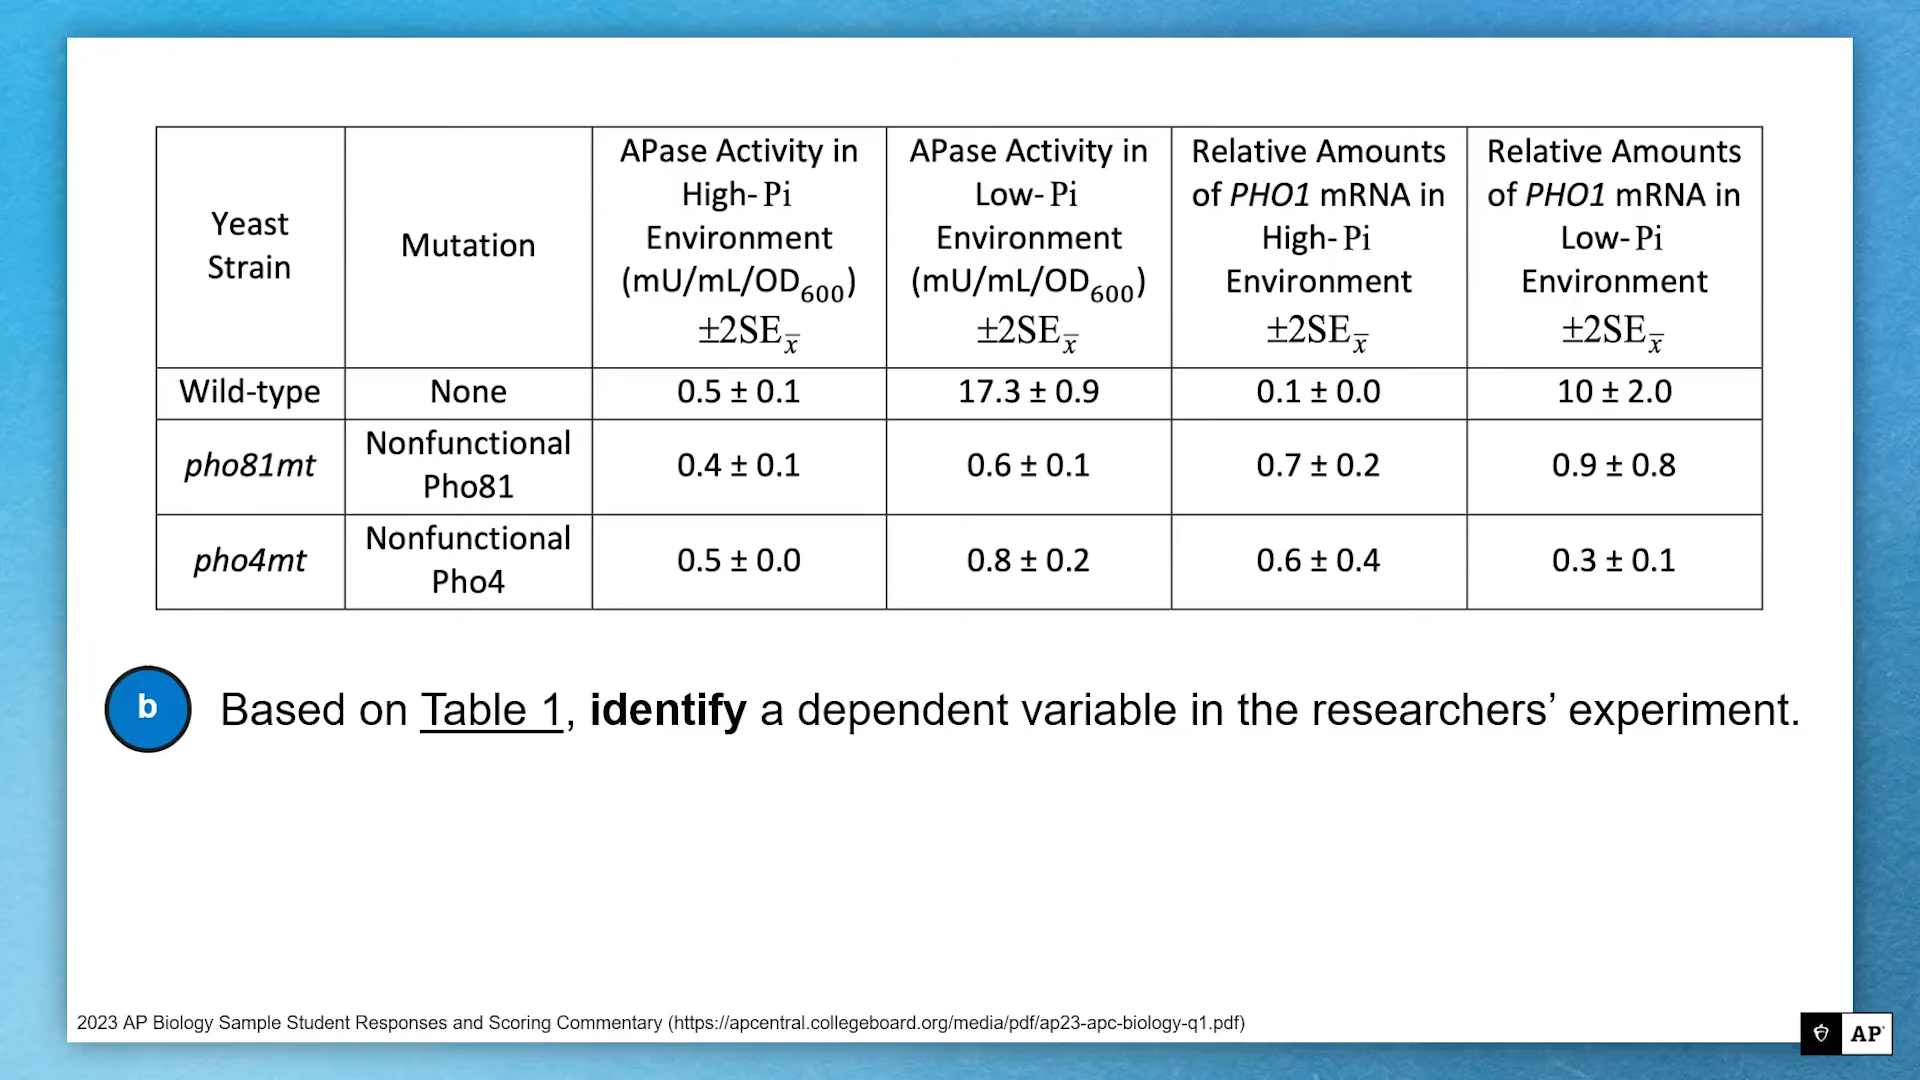 Yeast
Strain
Mutation
APase Activity in
High-Pi
Environment
(mU/mL/OD600)
±2SEx̅
APase Activity in
Low-Pi
Environment
(mU/mL/OD600)
±2SEx̅
Relative Amounts
of PHO1 mRNA in
High-Pi
Environment
±2SEx̅
Relative Amounts
of PHO1 mRNA in
Low-Pi
Environment
±2SEx̅
Wild-type None 0.5 ± 0.1 17.3 ± 0.9 0.1 ± 0.0 10 ± 2.0
pho81mt Nonfunctional Pho81 0.4 ± 0.1 0.6 ± 0.1 0.7 ± 0.2 0.9 ± 0.8
pho4mt Nonfunctional Pho4 0.5 ± 0.0 0.8 ± 0.2 0.6 ± 0.4 0.3 ± 0.1
b Based on Table 1, identify a dependent variable in the researchers’ experiment.
2023 AP Biology Sample Student Responses and Scoring Commentary (https://apcentral.collegeboard.org/media/pdf/ap23-apc-biology-q1.pdf)
AP